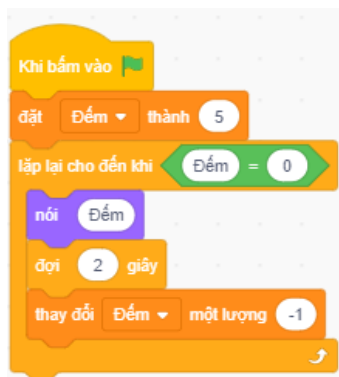 Khi bấm vào
đặt Đếm thành 5
lặp lại cho đến khi Đếm = 0
nói Đếm
đợi 2 giây
thay đổi Đếm một lượng -1